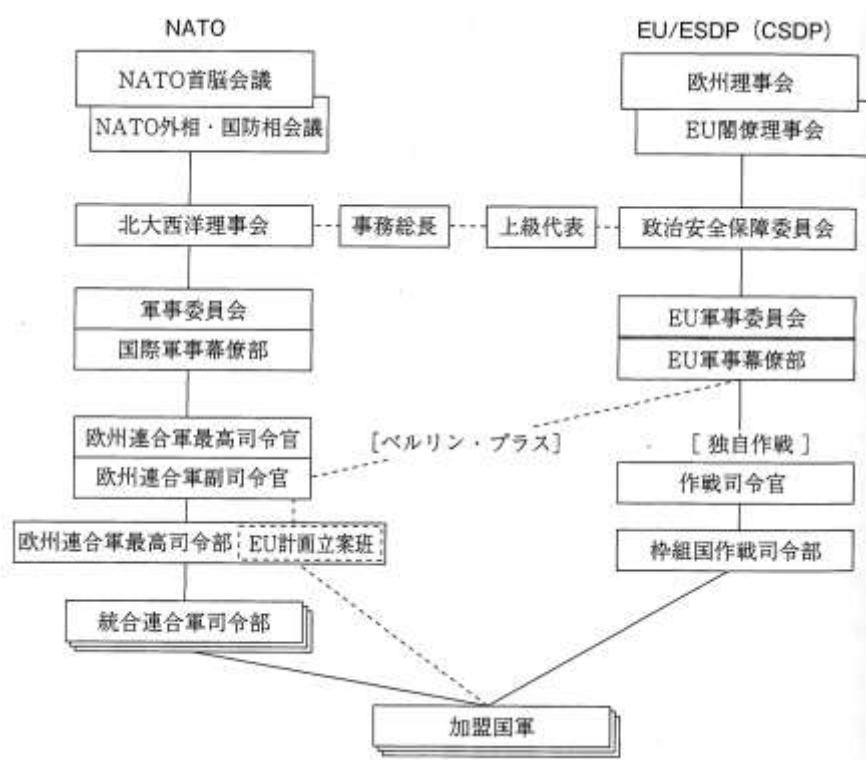 NATO
EU/ESDP (CSDP)
NATO首脳会議
NATO外相・国防相会議
欧州理事会
EU閣僚理事会
北大西洋理事会
事務総長
上級代表
政治安全保障委員会
軍事委員会
国際軍事幕僚部
EU軍事委員会
EU軍事幕僚部
欧州連合軍最高司令官
欧州連合軍副司令官
[ベルリン・プラス]
[独自作戦]
作戦司令官
欧州連合軍最高司令部
EU計画立案班
枠組国作戦司令部
統合連合軍司令部
加盟国軍